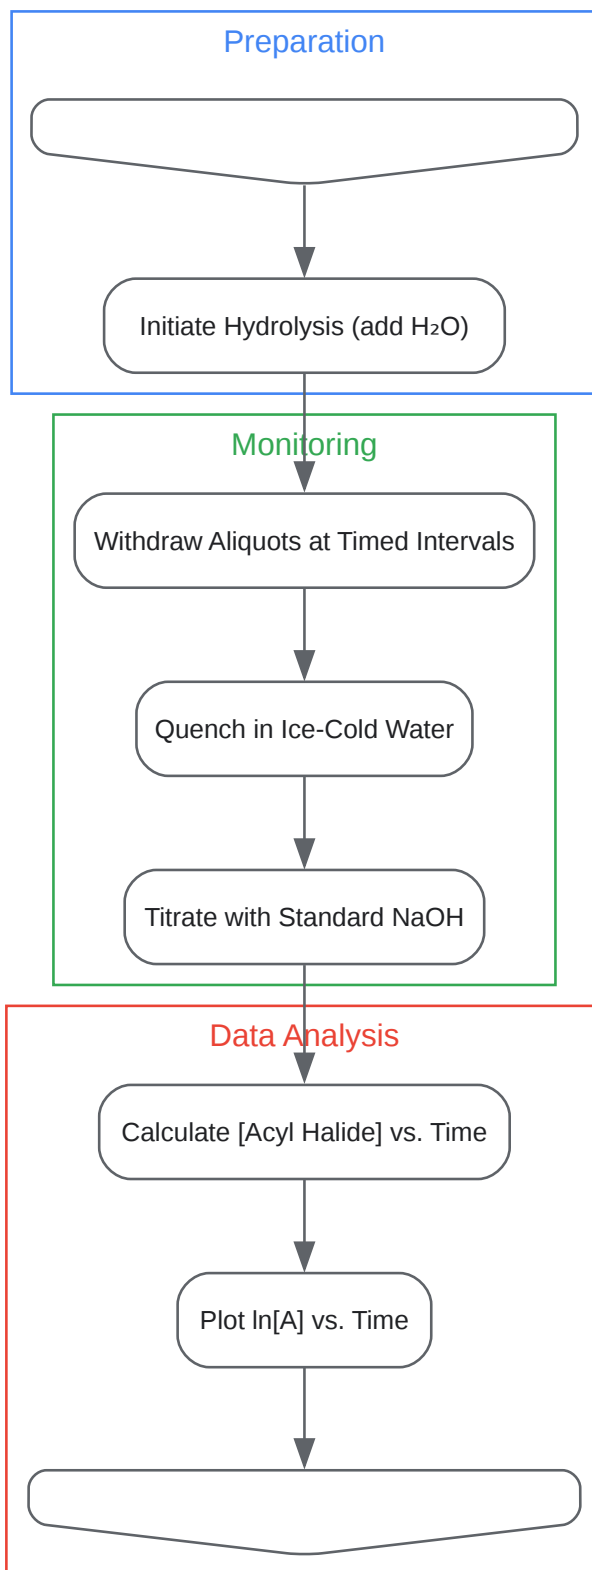 Preparation
Initiate Hydrolysis (add H₂O)
Monitoring
Withdraw Aliquots at Timed Intervals
Quench in Ice-Cold Water
Titrate with Standard NaOH
Data Analysis
Calculate [Acyl Halide] vs. Time
Plot ln[A] vs. Time